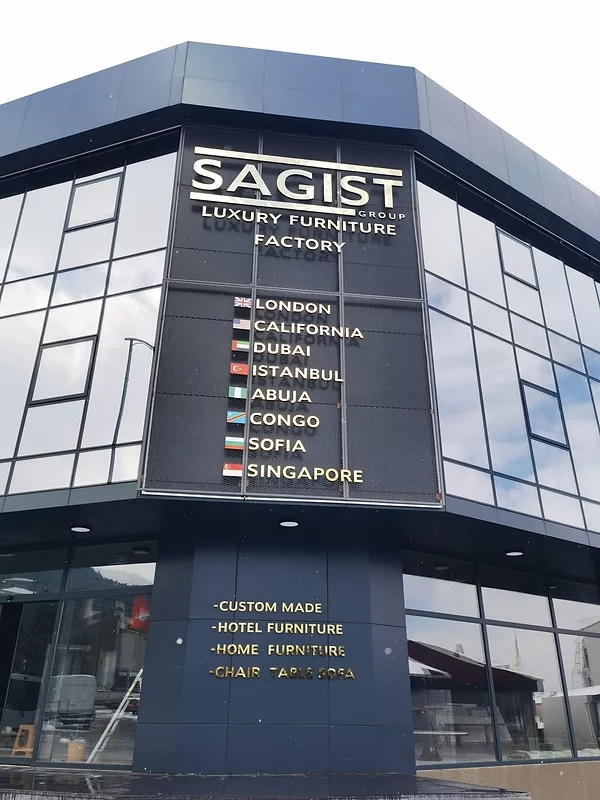 SAGIST
GROUP
LUXURY FURNITURE
FACTORY
LONDON
CALIFORNIA
DUBAI
ISTANBUL
ABUJA
CONGO
SOFIA
SINGAPORE
-CUSTOM MADE
-HOTEL FURNITURE
-HOME FURNITURE
-CHAIR TABLE SOFA